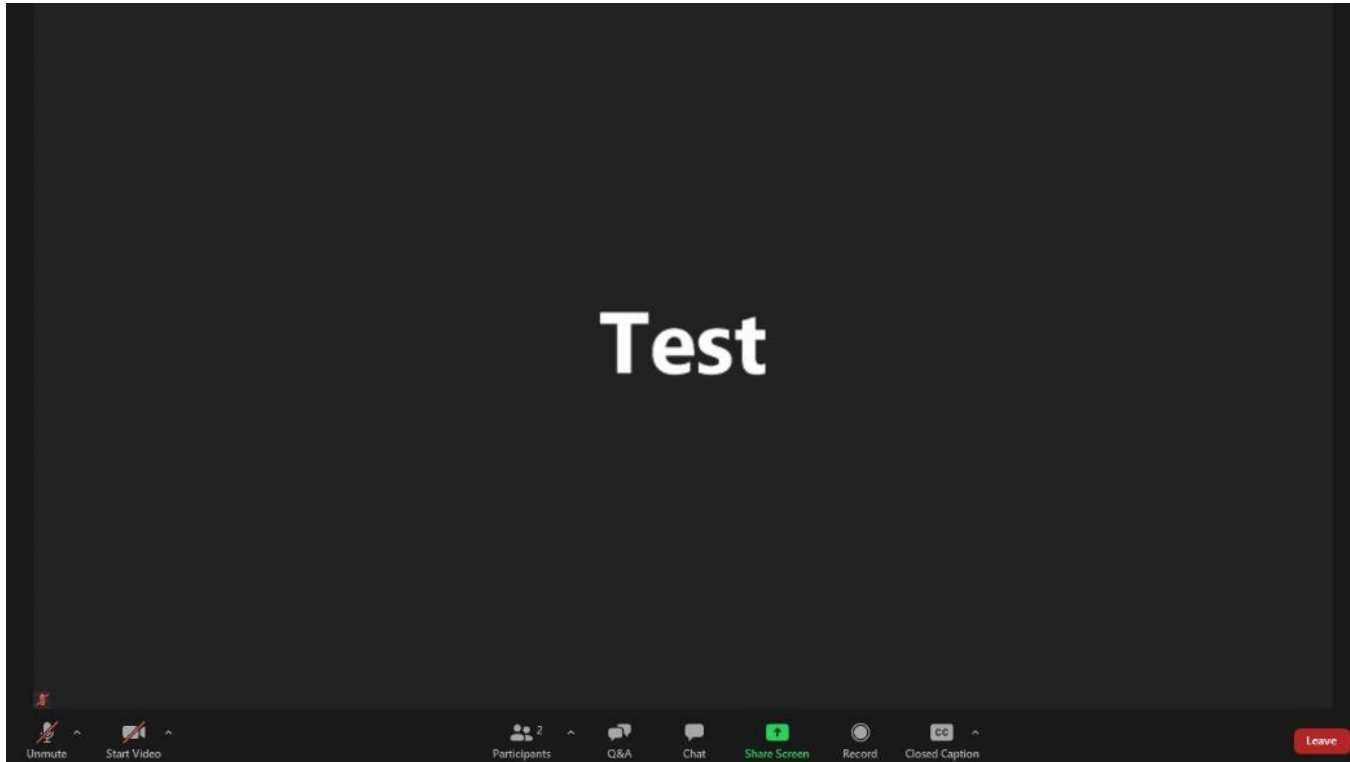 Test
2
Unmute
Start Video
Participants
Q&A
Chat
Share Screen
Record
CC
Closed Caption
Leave